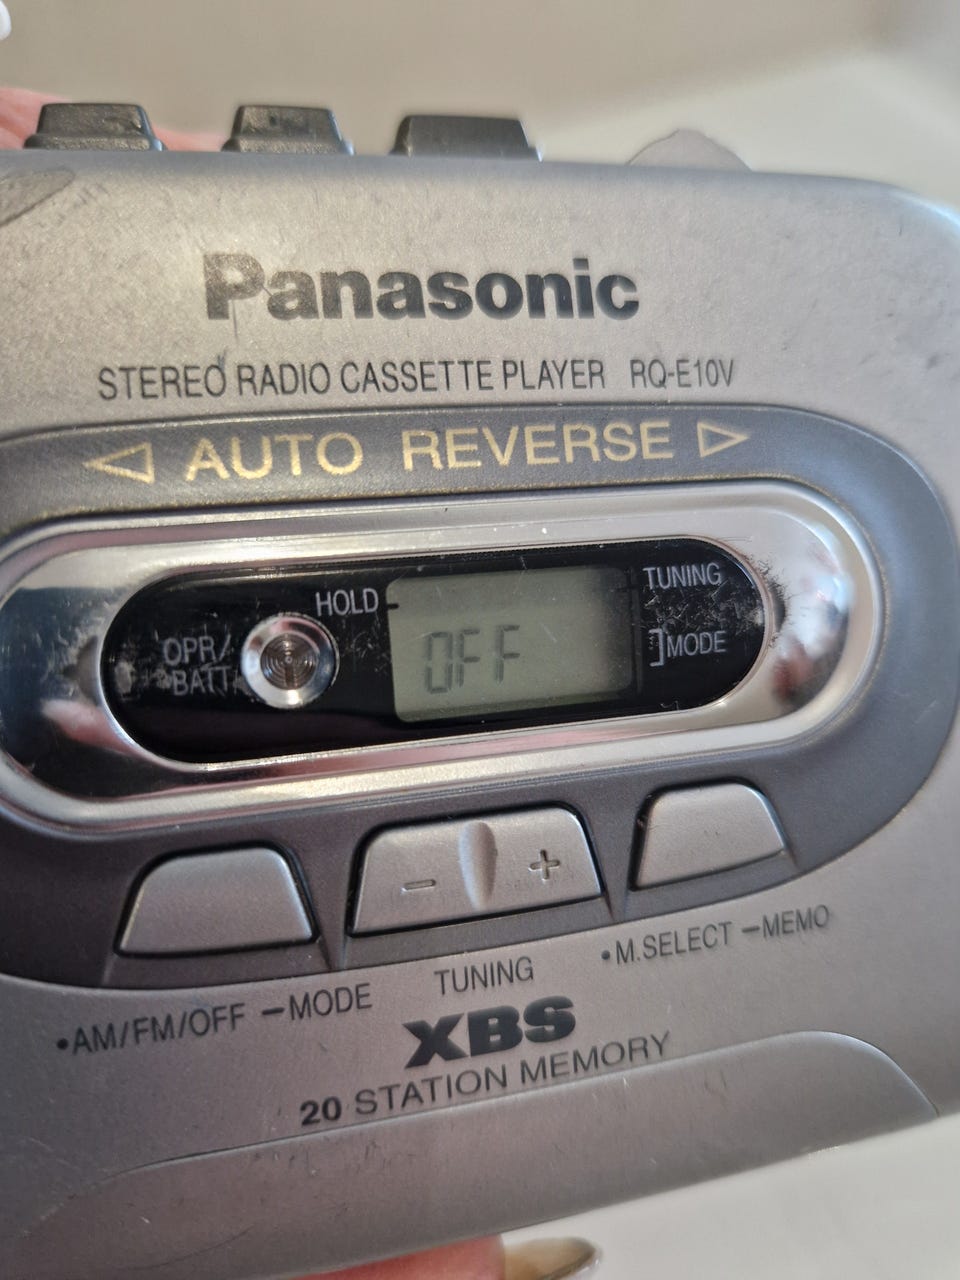 Panasonic
STEREO RADIO CASSETTE PLAYER RQ-E10V
◁ AUTO REVERSE ▷
HOLD
TUNING
OPR/
BATT
OFF
MODE
− +
•AM/FM/OFF −MODE
TUNING
•M.SELECT −MEMO
XBS
20 STATION MEMORY